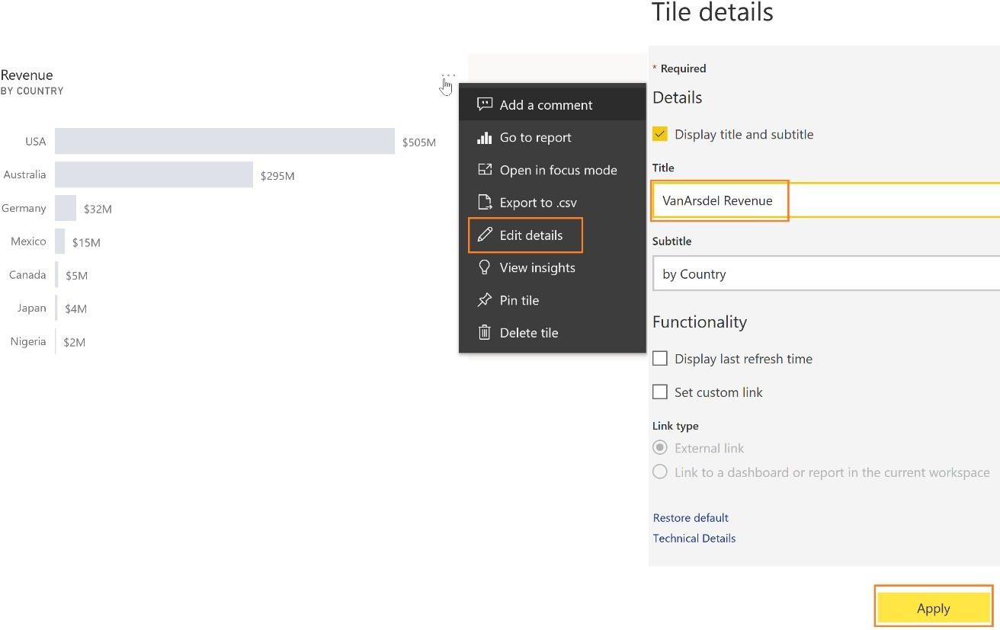 Revenue
BY COUNTRY
USA $505M
Australia $295M
Germany $32M
Mexico $15M
Canada $5M
Japan $4M
Nigeria $2M
Add a comment
Go to report
Open in focus mode
Export to .csv
Edit details
View insights
Pin tile
Delete tile
Tile details
* Required
Details
Display title and subtitle
Title
VanArsdel Revenue
Subtitle
by Country
Functionality
Display last refresh time
Set custom link
Link type
External link
Link to a dashboard or report in the current workspace
Restore default
Technical Details
Apply